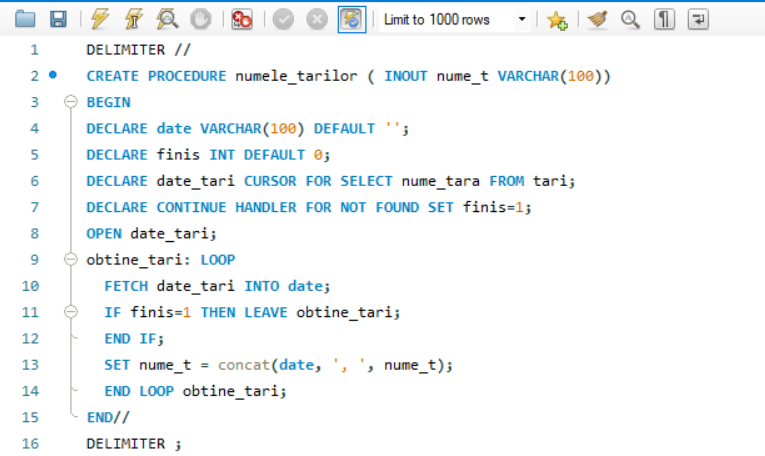 Limit to 1000 rows
1 DELIMITER //
2 CREATE PROCEDURE numele_tarilor ( INOUT nume_t VARCHAR(100))
3 BEGIN
4 DECLARE date VARCHAR(100) DEFAULT '';
5 DECLARE finis INT DEFAULT 0;
6 DECLARE date_tari CURSOR FOR SELECT nume_tara FROM tari;
7 DECLARE CONTINUE HANDLER FOR NOT FOUND SET finis=1;
8 OPEN date_tari;
9 obtine_tari: LOOP
10 FETCH date_tari INTO date;
11 IF finis=1 THEN LEAVE obtine_tari;
12 END IF;
13 SET nume_t = concat(date, ', ', nume_t);
14 END LOOP obtine_tari;
15 END//
16 DELIMITER ;